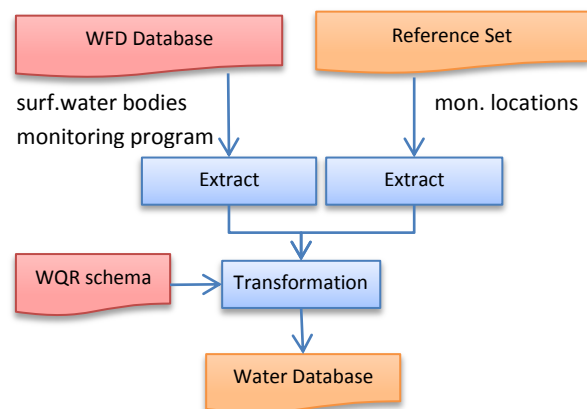 WFD Database
Reference Set
surf.water bodies
monitoring program
mon. locations
Extract
Extract
WQR schema
Transformation
Water Database